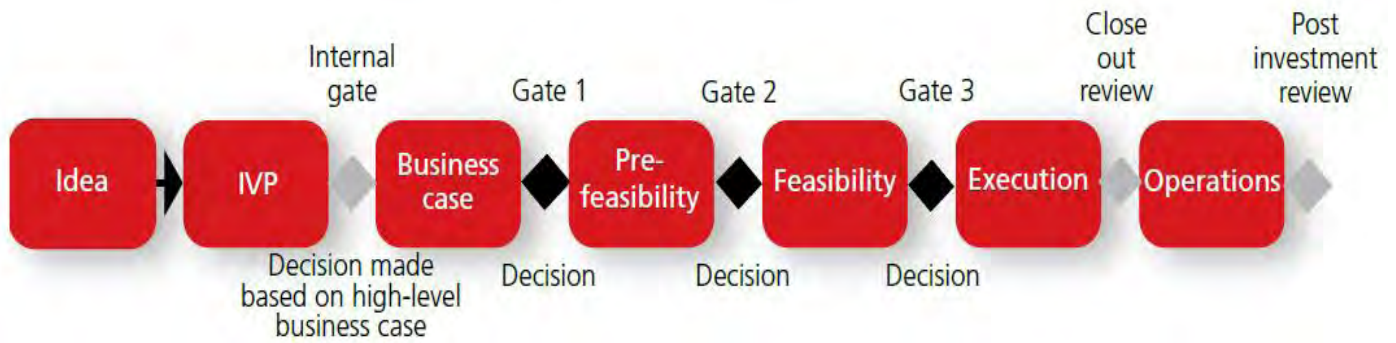 Internal
gate
Gate 1
Gate 2
Gate 3
Close
out
review
Post
investment
review
Idea
IVP
Business
case
Pre-
feasibility
Feasibility
Execution
Operations
Decision made
based on high-level
business case
Decision
Decision
Decision